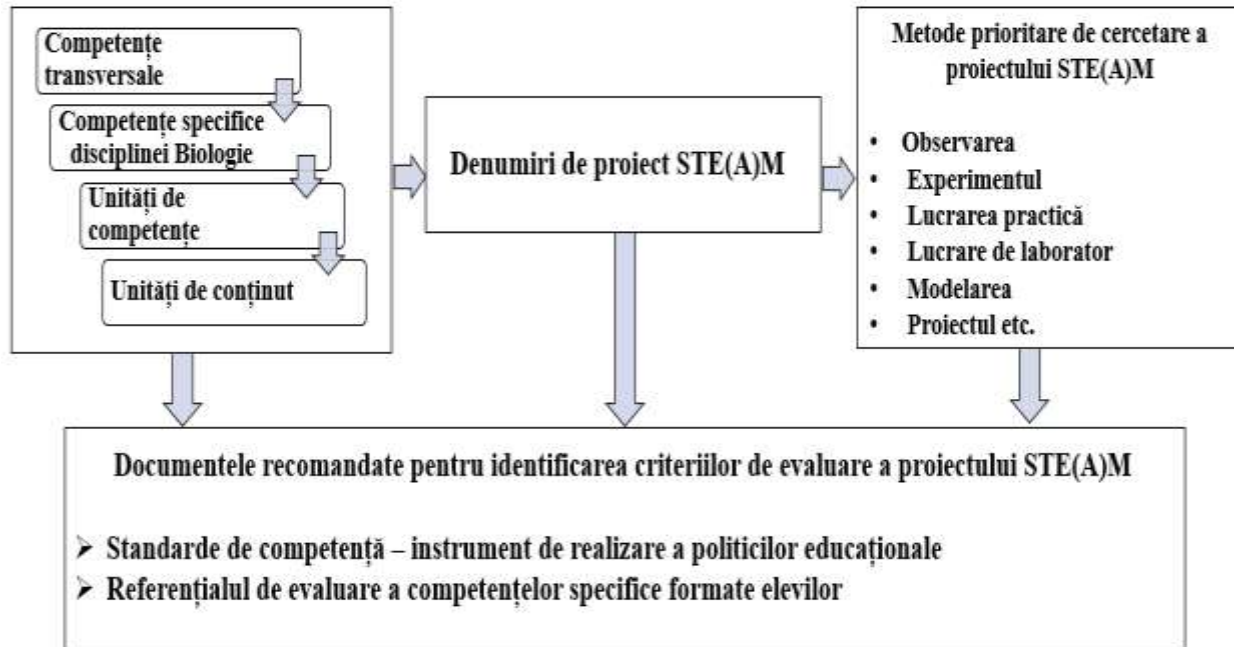 Competențe
transversale
Competențe specifice
disciplinei Biologie
Unități de
competențe
Unități de conținut
Denumiri de proiect STE(A)M
Metode prioritare de cercetare a
proiectului STE(A)M
• Observarea
• Experimentul
• Lucrarea practică
• Lucrare de laborator
• Modelarea
• Proiectul etc.
Documentele recomandate pentru identificarea criteriilor de evaluare a proiectului STE(A)M
➢ Standarde de competență – instrument de realizare a politicilor educaționale
➢ Referențialul de evaluare a competențelor specifice formate elevilor